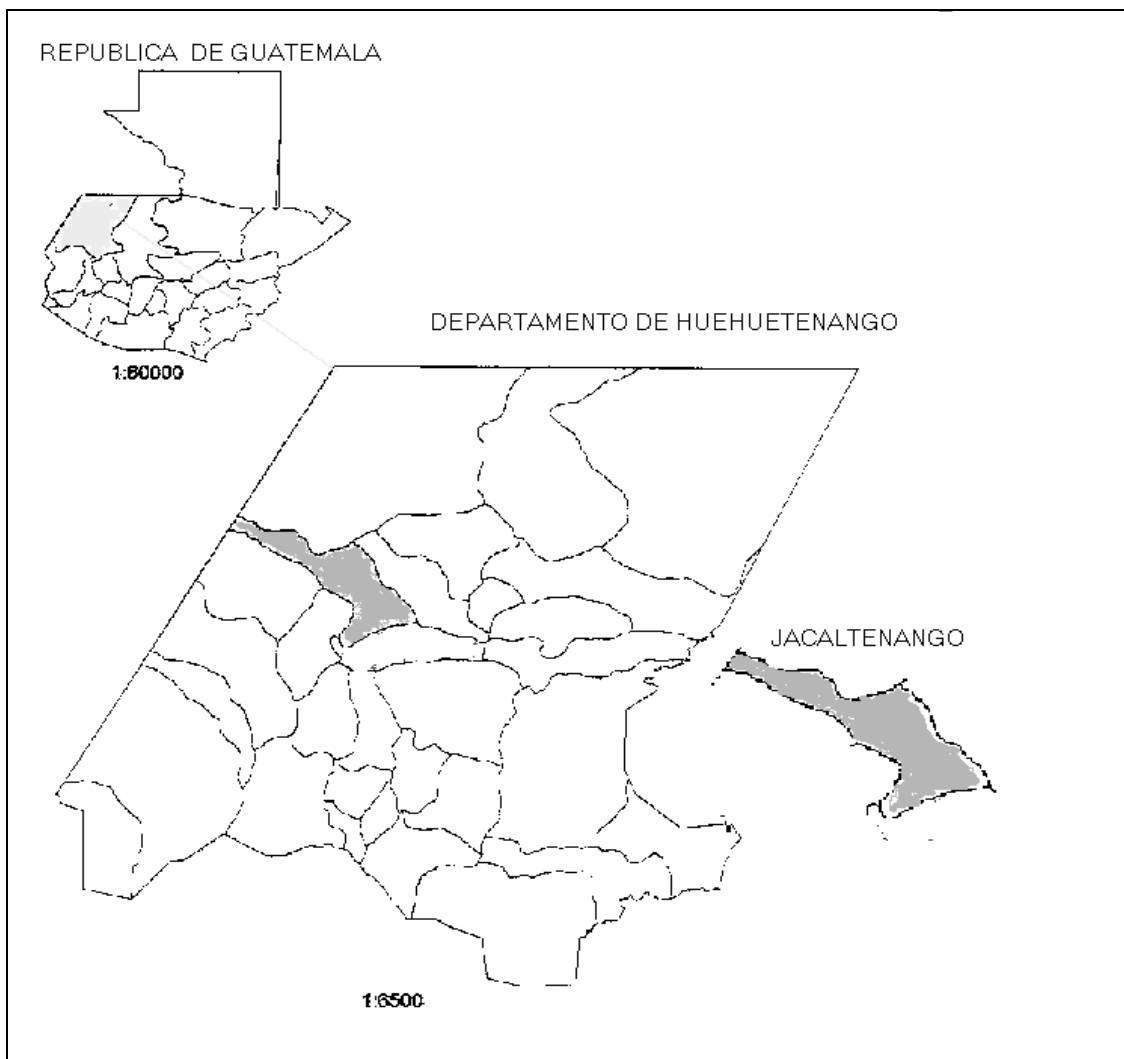 REPUBLICA DE GUATEMALA
1:60000
DEPARTAMENTO DE HUEHUETENANGO
JACALTENANGO
1:6500